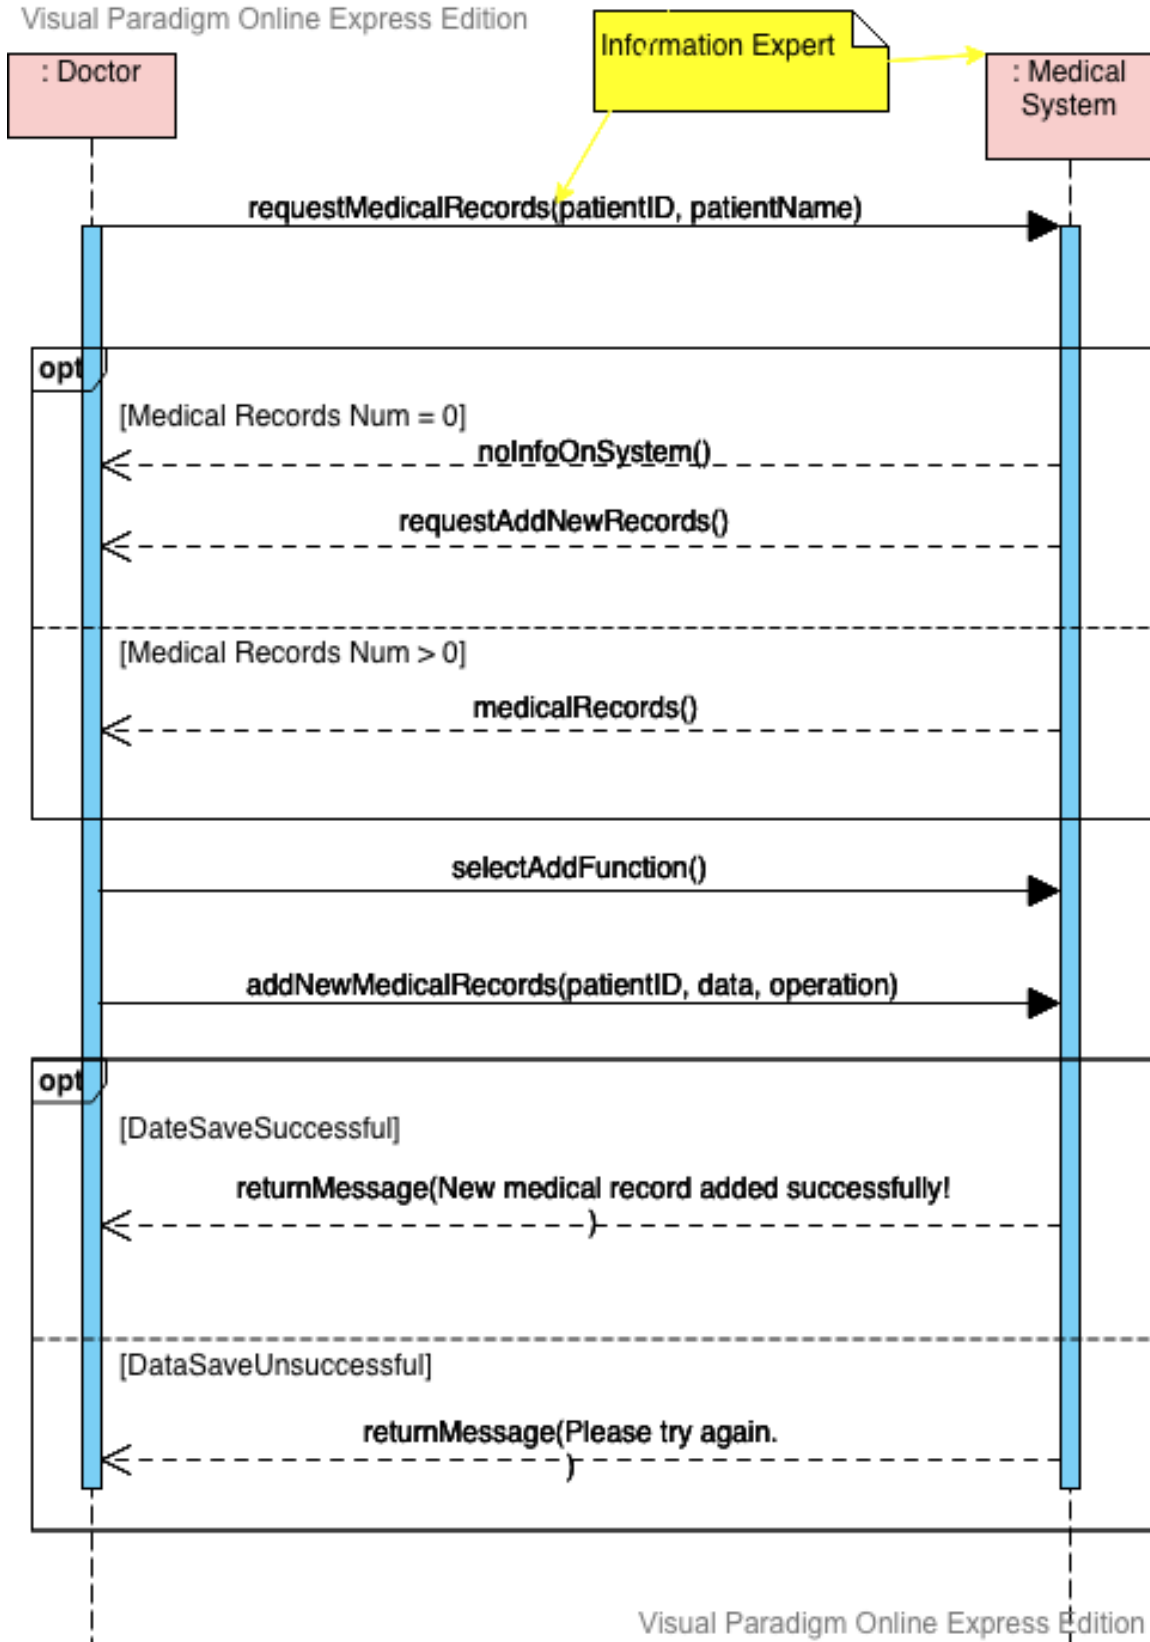 Visual Paradigm Online Express Edition
Information Expert
: Doctor
: Medical
System
requestMedicalRecords(patientID, patientName)
opt
[Medical Records Num = 0]
noInfoOnSystem()
requestAddNewRecords()
[Medical Records Num > 0]
medicalRecords()
selectAddFunction()
addNewMedicalRecords(patientID, data, operation)
opt
[DateSaveSuccessful]
returnMessage(New medical record added successfully!
)
[DataSaveUnsuccessful]
returnMessage(Please try again.
)
Visual Paradigm Online Express Edition